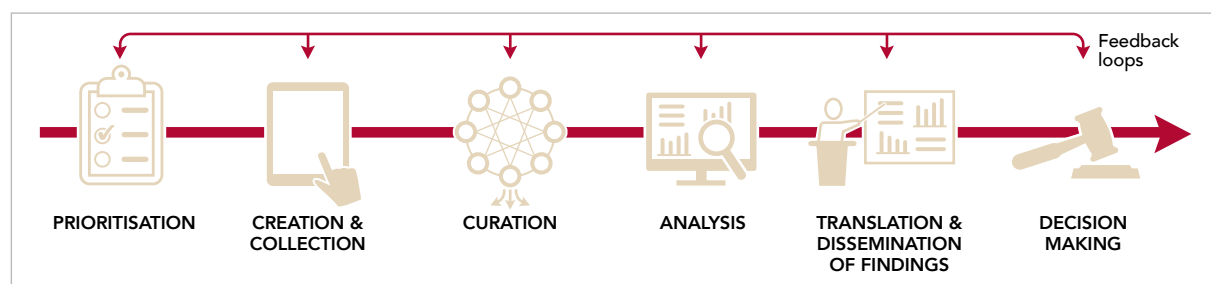 Feedback
loops
PRIORITISATION
CREATION &
COLLECTION
CURATION
ANALYSIS
TRANSLATION &
DISSEMINATION
OF FINDINGS
DECISION
MAKING